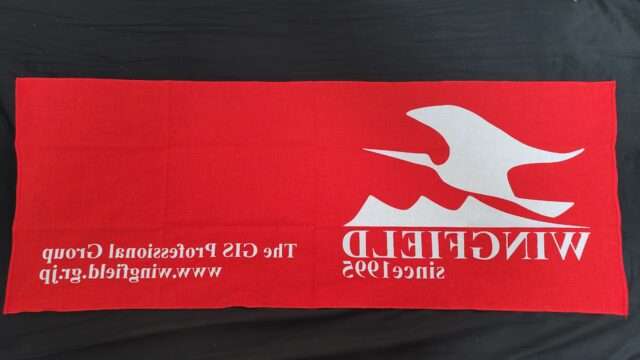 WINGFIELD
since1995
The GIS Professional Group
www.wingfield.gr.jp